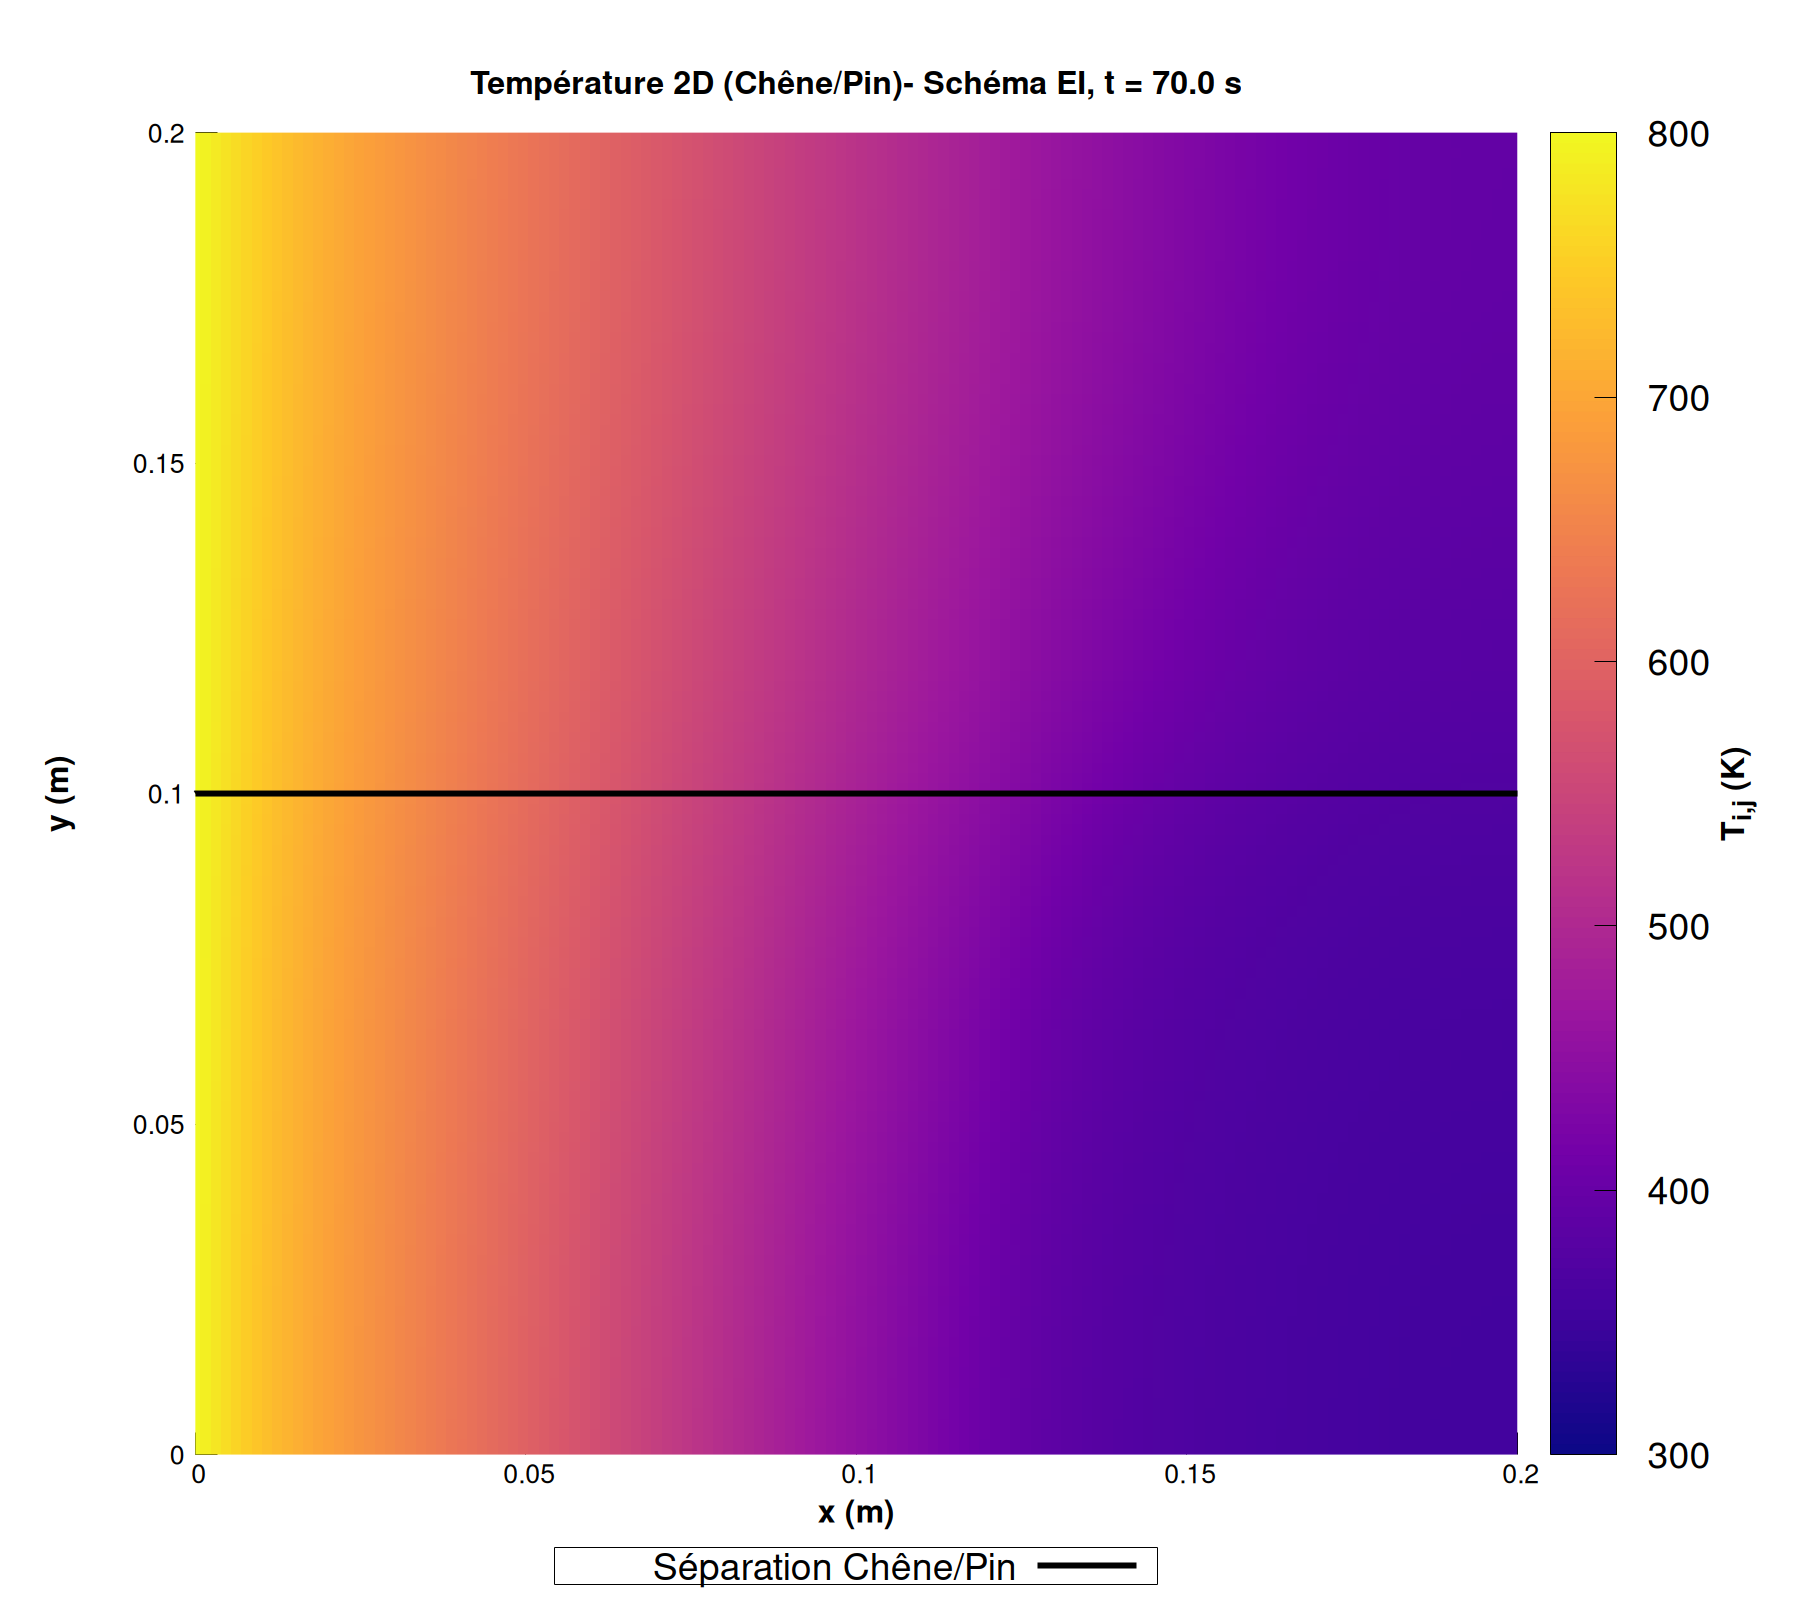 Température 2D (Chêne/Pin)- Schéma EI, t = 70.0 s
0.2
0.15
0.1
0.05
0
0 0.05 0.1 0.15 0.2
y (m)
x (m)
800
700
600
500
400
300
T_{i,j} (K)
Séparation Chêne/Pin